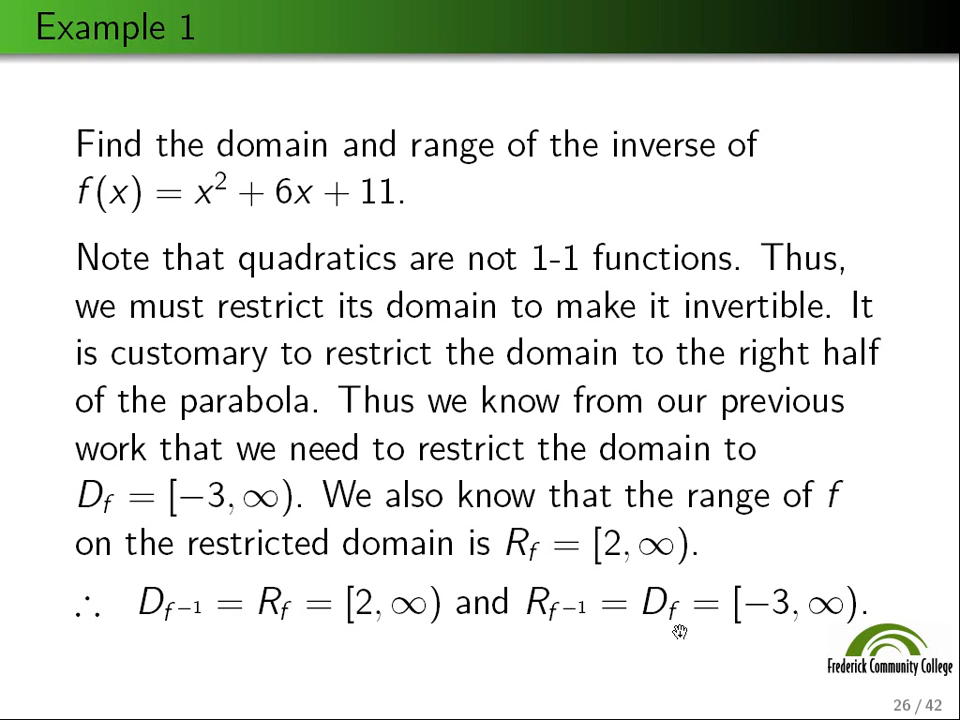 Example 1
Find the domain and range of the inverse of
f(x) = x² + 6x + 11.
Note that quadratics are not 1-1 functions. Thus,
we must restrict its domain to make it invertible. It
is customary to restrict the domain to the right half
of the parabola. Thus we know from our previous
work that we need to restrict the domain to
D_f = [−3, ∞). We also know that the range of f
on the restricted domain is R_f = [2, ∞).
∴ D_{f⁻¹} = R_f = [2, ∞) and R_{f⁻¹} = D_f = [−3, ∞).
Frederick Community College
26 / 42